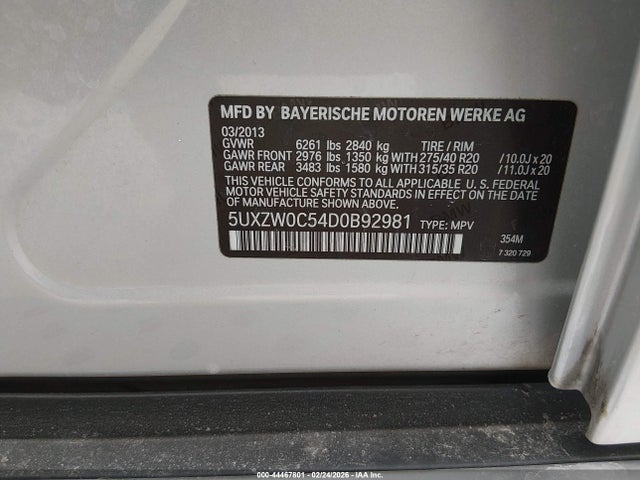 MFD BY BAYERISCHE MOTOREN WERKE AG
03/2013
GVWR 6261 lbs 2840 kg TIRE / RIM
GAWR FRONT 2976 lbs 1350 kg WITH 275/40 R20 / 10.0J x 20
GAWR REAR 3483 lbs 1580 kg WITH 315/35 R20 / 11.0J x 20
THIS VEHICLE CONFORMS TO ALL APPLICABLE U. S. FEDERAL
MOTOR VEHICLE SAFETY STANDARDS IN EFFECT ON THE DATE
OF MANUFACTURE SHOWN ABOVE.
5UXZW0C54D0B92981 TYPE: MPV
354M
7 320 729
000-44467801 - 02/24/2026 - IAAI, Inc.